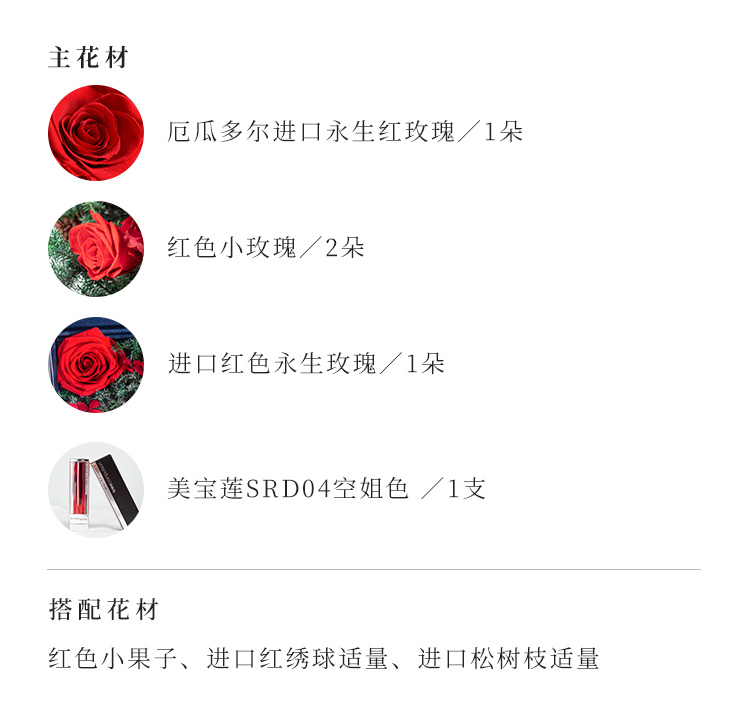 主花材
厄瓜多尔进口永生红玫瑰／1朵
红色小玫瑰／2朵
进口红色永生玫瑰／1朵
美宝莲SRD04空姐色 ／1支
搭配花材
红色小果子、进口红绣球适量、进口松树枝适量